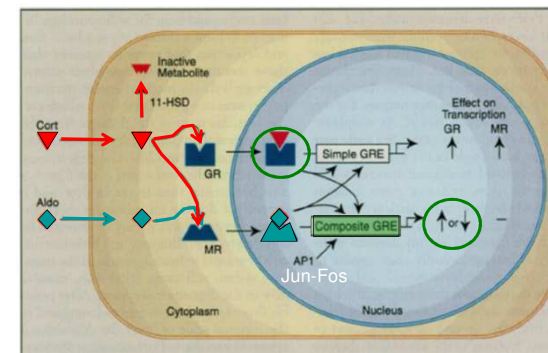 Inactive
Metabolite
11-HSD
Cort
Aldo
GR
MR
Simple GRE
Composite GRE
AP1
Jun-Fos
Effect on
Transcription
GR MR
↑ or ↓
–
Cytoplasm
Nucleus